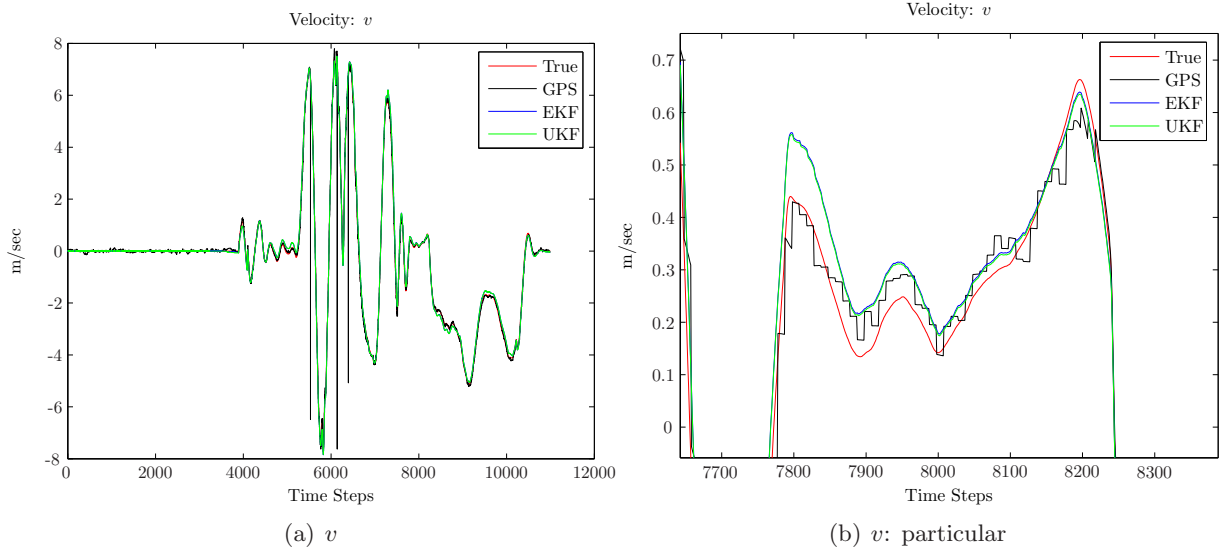 Velocity: v
8
6
4
2
0
-2
-4
-6
-8
m/sec
0
2000
4000
6000
8000
10000
12000
Time Steps
True
GPS
EKF
UKF
(a) v
Velocity: v
0.7
0.6
0.5
0.4
0.3
0.2
0.1
0
m/sec
7700
7800
7900
8000
8100
8200
8300
Time Steps
True
GPS
EKF
UKF
(b) v: particular